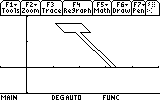 F1▾ F2▾ F3 F4 F5▾ F6▾ F7▾
Tools Zoom Trace ReGraph Math Draw Pen
MAIN DEG AUTO FUNC